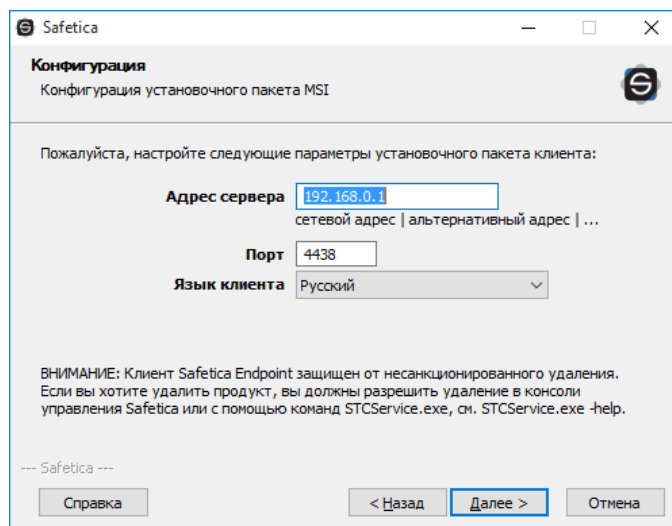 Safetica
Конфигурация
Конфигурация установочного пакета MSI
Пожалуйста, настройте следующие параметры установочного пакета клиента:
Адрес сервера 192.168.0.1
сетевой адрес | альтернативный адрес | ...
Порт 4438
Язык клиента Русский
ВНИМАНИЕ: Клиент Safetica Endpoint защищен от несанкционированного удаления.
Если вы хотите удалить продукт, вы должны разрешить удаление в консоли
управления Safetica или с помощью команд STCService.exe, см. STCService.exe -help.
--- Safetica ---
Справка < Назад Далее > Отмена